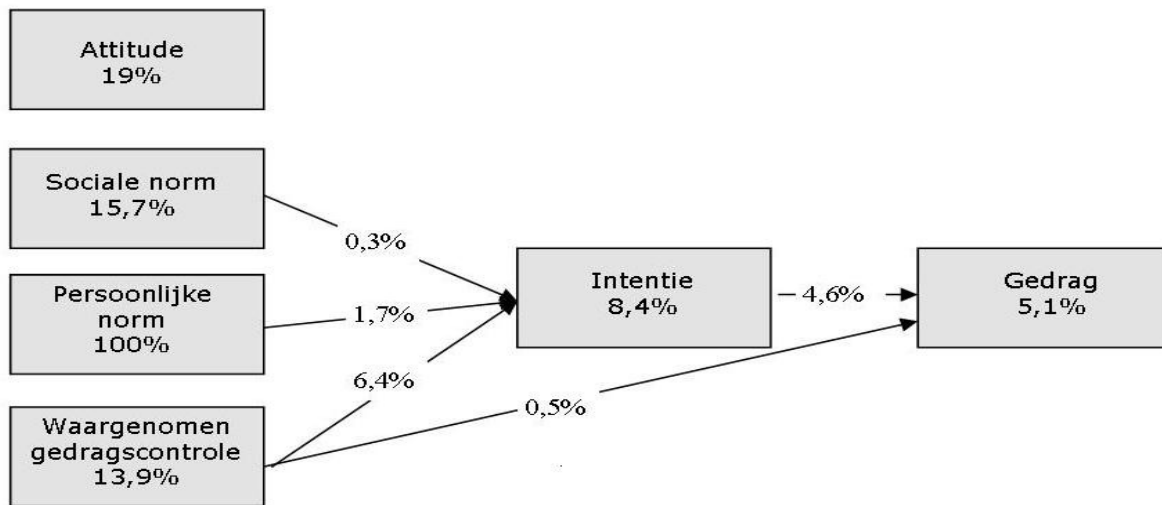 Attitude
19%
Sociale norm
15,7%
0,3%
Persoonlijke
norm
100%
1,7%
Intentie
8,4%
4,6%
Gedrag
5,1%
6,4%
0,5%
Waargenomen
gedragscontrole
13,9%